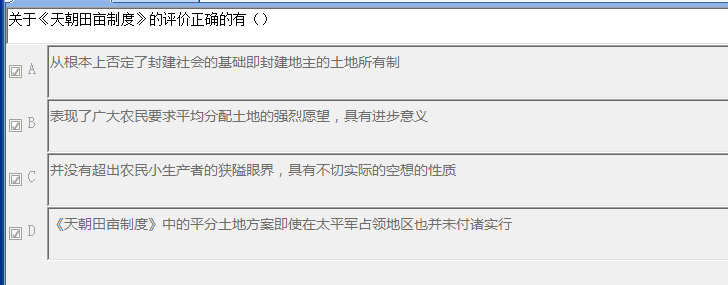 关于《天朝田亩制度》的评价正确的有（）
A 从根本上否定了封建社会的基础即封建地主的土地所有制
B 表现了广大农民要求平均分配土地的强烈愿望，具有进步意义
C 并没有超出农民小生产者的狭隘眼界，具有不切实际的空想的性质
D 《天朝田亩制度》中的平分土地方案即使在太平军占领地区也并未付诸实行